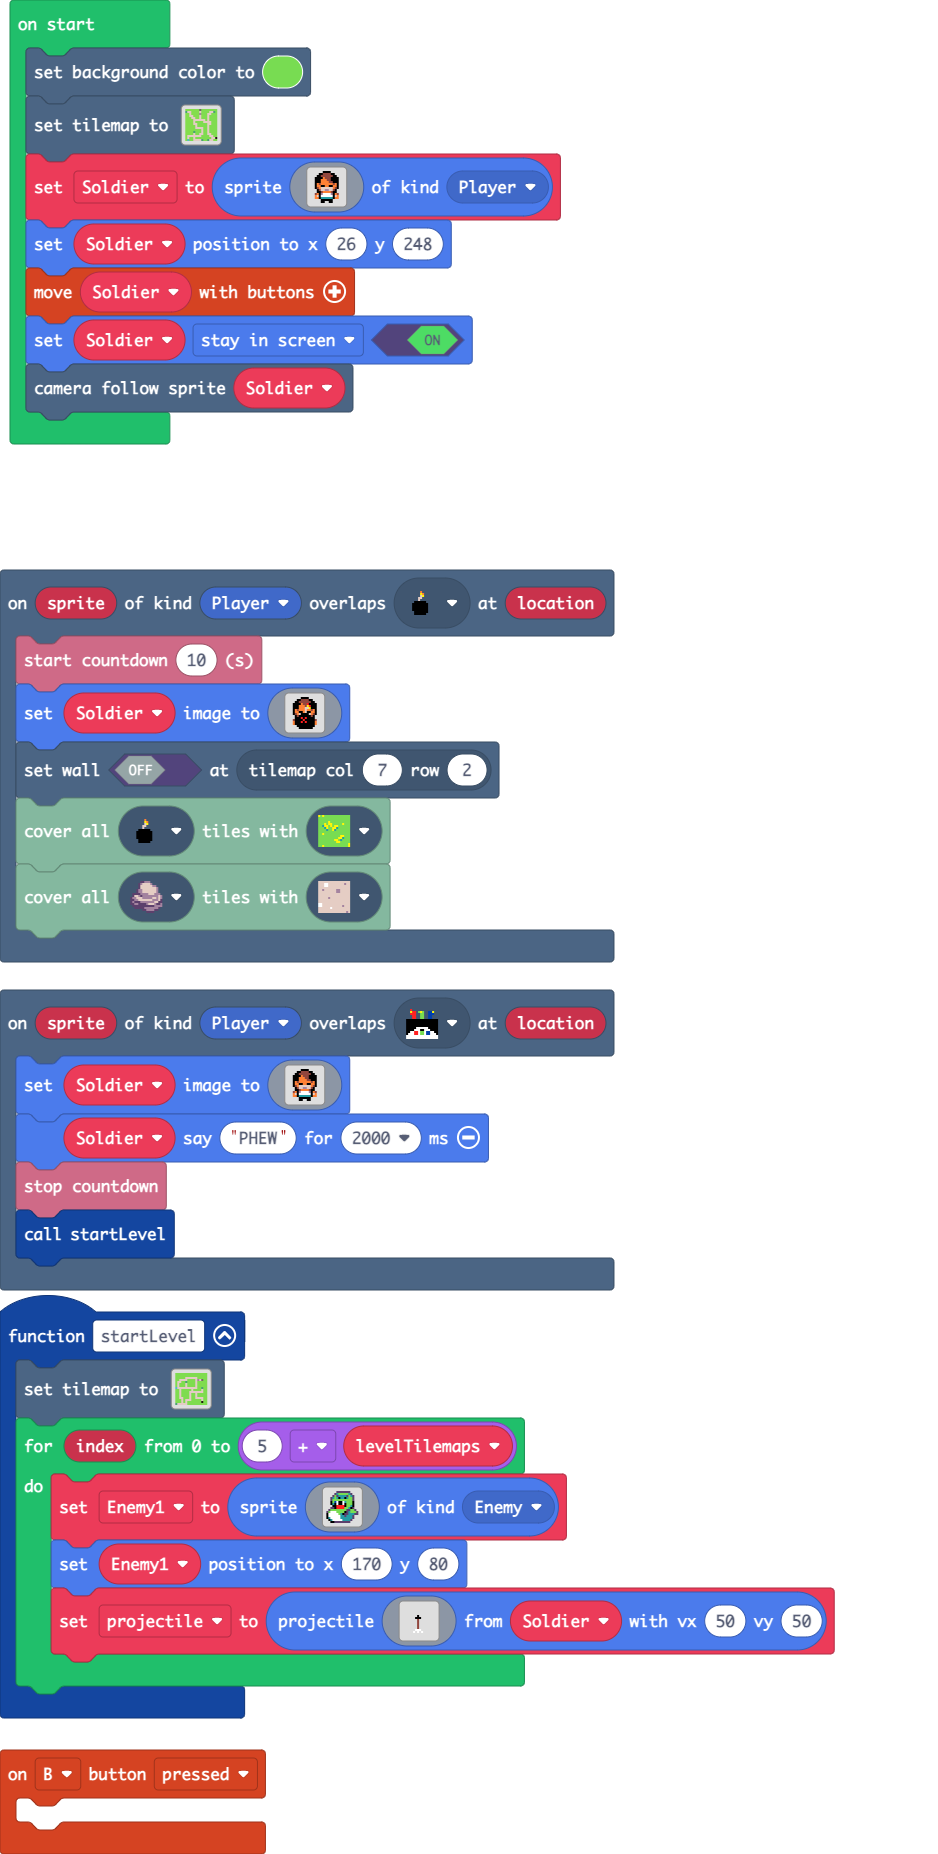 on start
set background color to
set tilemap to
set Soldier to sprite of kind Player
set Soldier position to x 26 y 248
move Soldier with buttons
set Soldier stay in screen ON
camera follow sprite Soldier
on sprite of kind Player overlaps at location
start countdown 10 (s)
set Soldier image to
set wall OFF at tilemap col 7 row 2
cover all tiles with
cover all tiles with
on sprite of kind Player overlaps at location
set Soldier image to
Soldier say "PHEW" for 2000 ms
stop countdown
call startLevel
function startLevel
set tilemap to
for index from 0 to 5 + levelTilemaps
do
set Enemy1 to sprite of kind Enemy
set Enemy1 position to x 170 y 80
set projectile to projectile from Soldier with vx 50 vy 50
on B button pressed